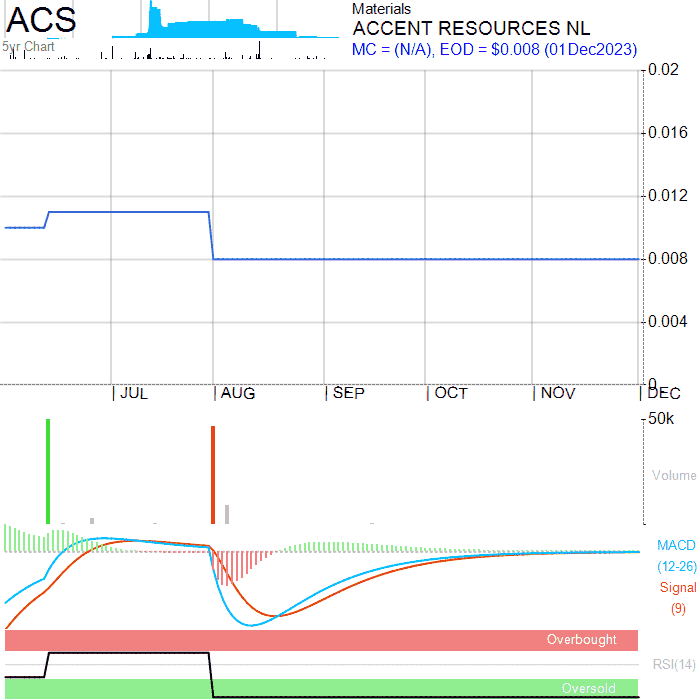 ACS
5yr Chart
Materials
ACCENT RESOURCES NL
MC = (N/A), EOD = $0.008 (01Dec2023)
0.02
0.016
0.012
0.008
0.004
0
JUL AUG SEP OCT NOV DEC
50k
Volume
MACD
(12-26)
Signal
(9)
Overbought
RSI(14)
Oversold